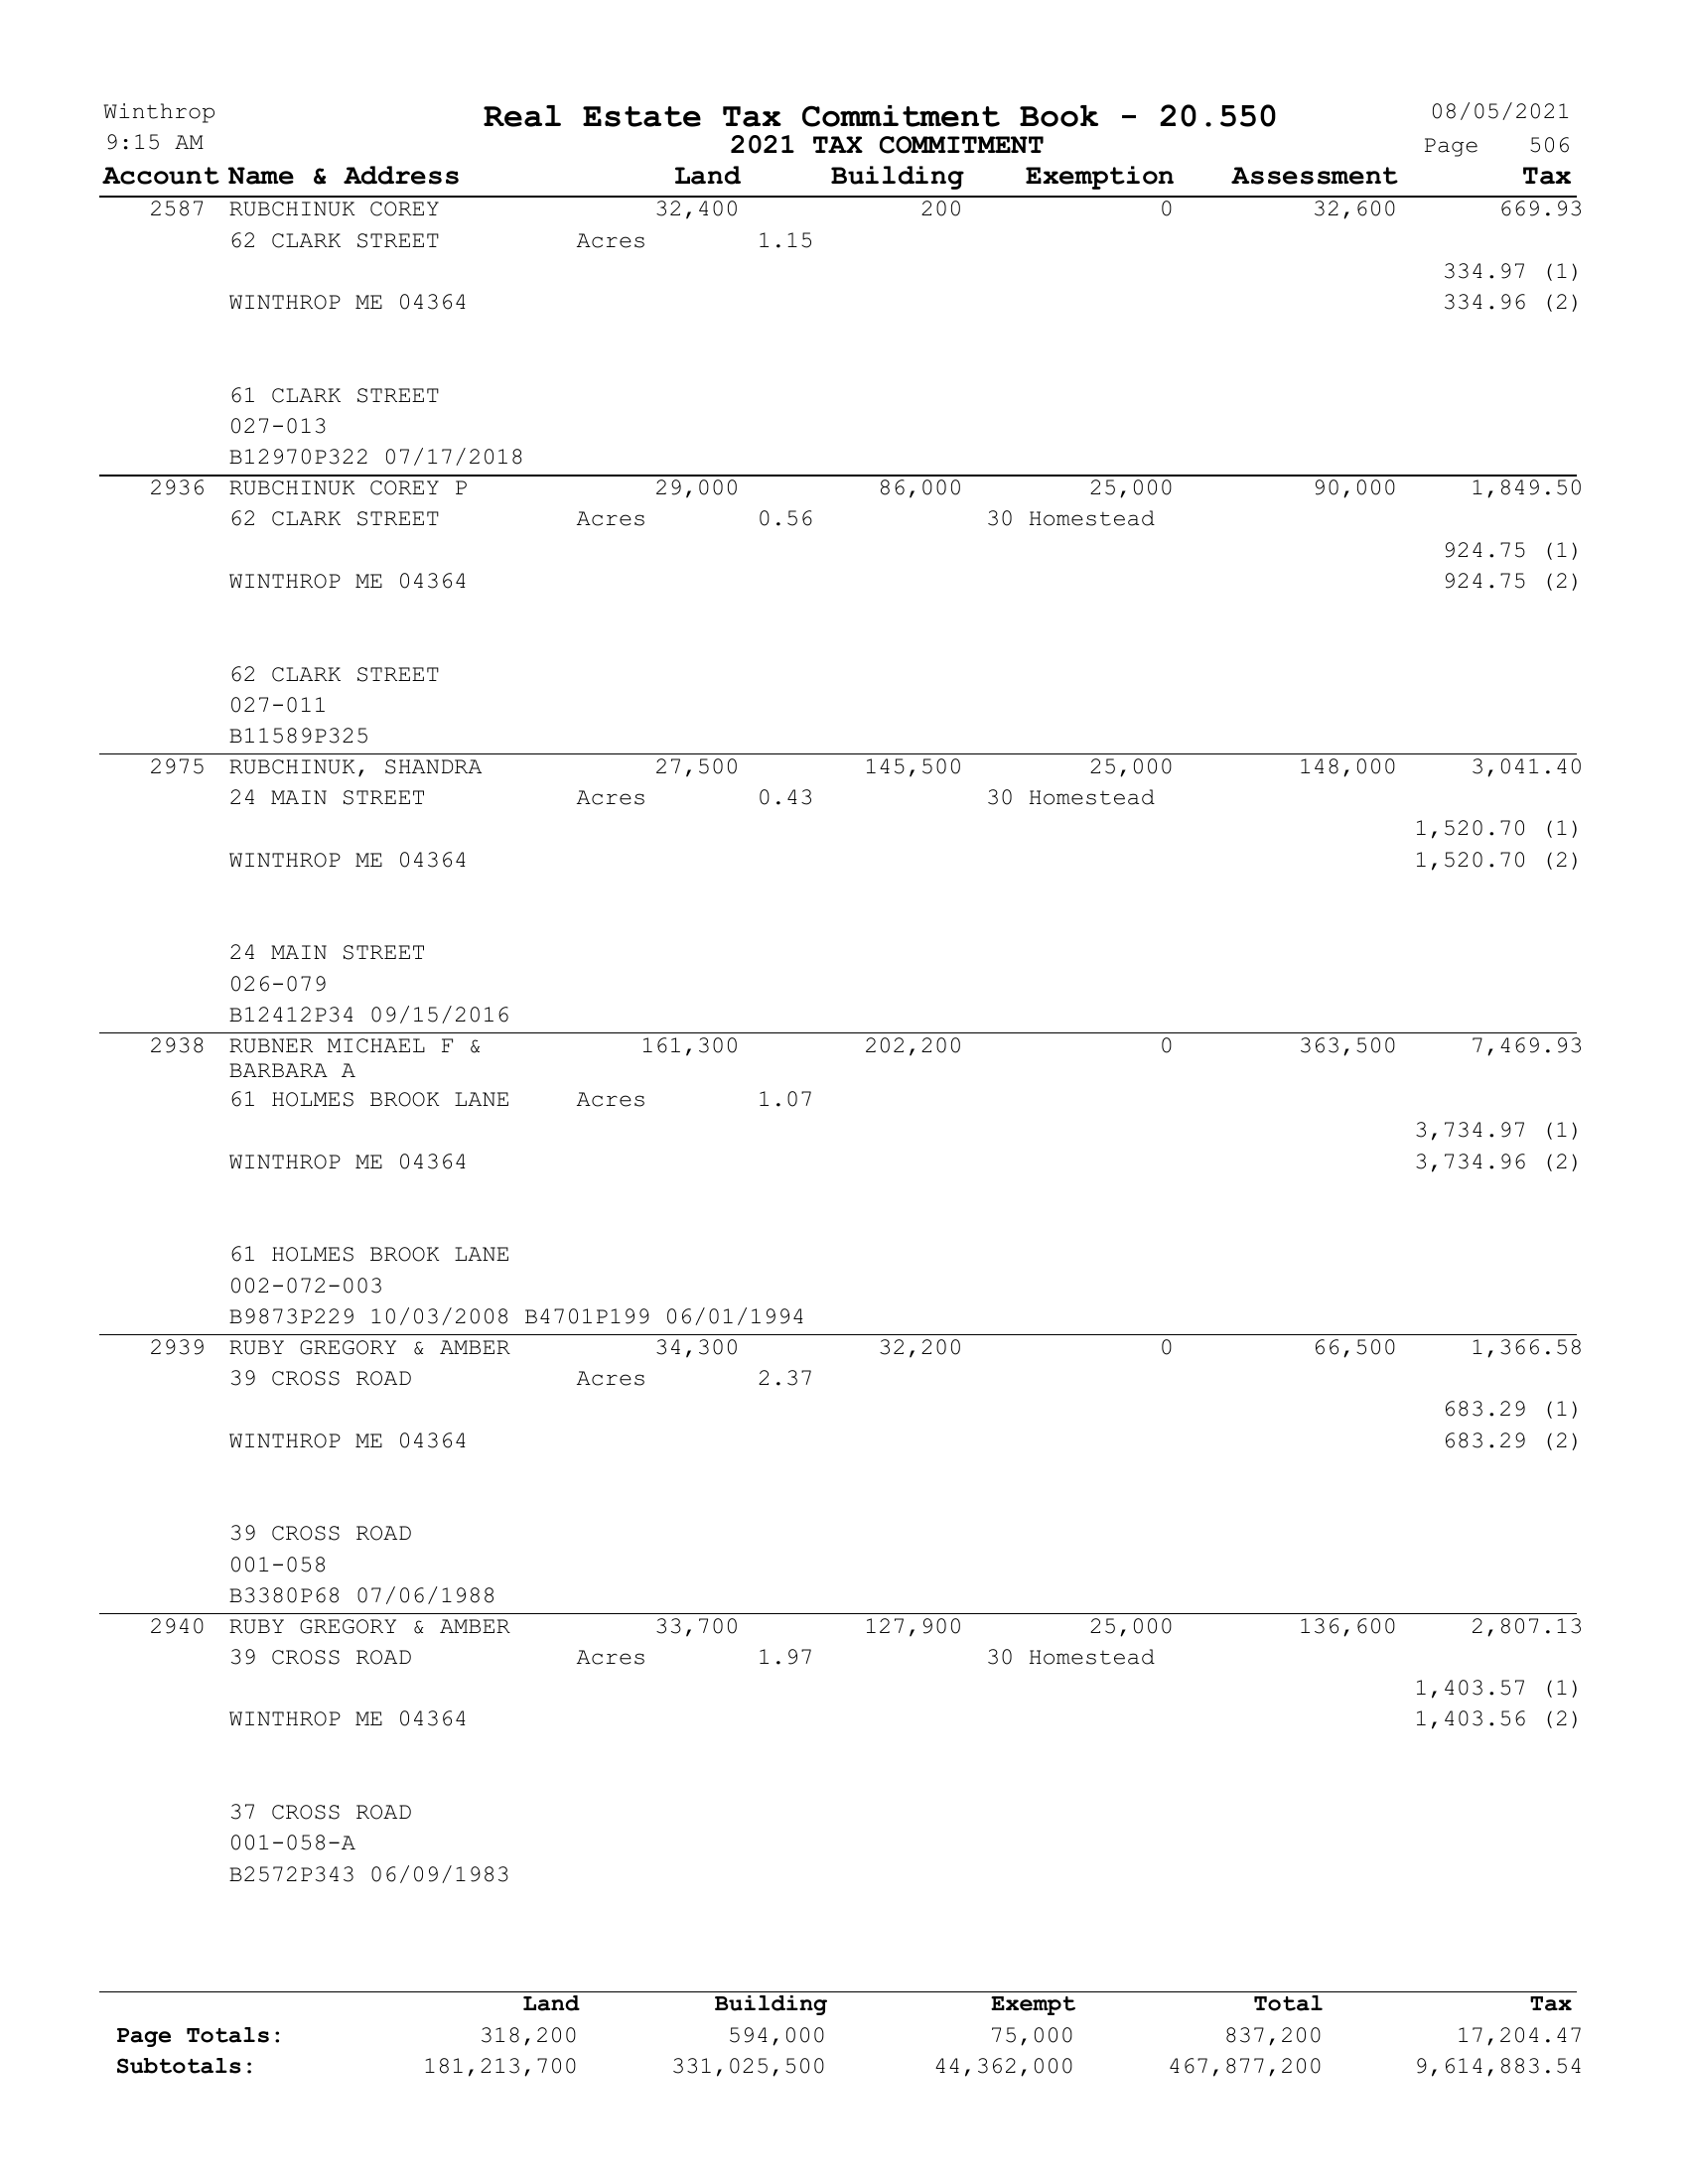 Winthrop Real Estate Tax Commitment Book - 20.550 08/05/2021
9:15 AM 2021 TAX COMMITMENT Page 506
Account Name & Address Land Building Exemption Assessment Tax
2587 RUBCHINUK COREY 32,400 200 0 32,600 669.93
62 CLARK STREET Acres 1.15
334.97 (1)
WINTHROP ME 04364 334.96 (2)
61 CLARK STREET
027-013
B12970P322 07/17/2018
2936 RUBCHINUK COREY P 29,000 86,000 25,000 90,000 1,849.50
62 CLARK STREET Acres 0.56 30 Homestead
924.75 (1)
WINTHROP ME 04364 924.75 (2)
62 CLARK STREET
027-011
B11589P325
2975 RUBCHINUK, SHANDRA 27,500 145,500 25,000 148,000 3,041.40
24 MAIN STREET Acres 0.43 30 Homestead
1,520.70 (1)
WINTHROP ME 04364 1,520.70 (2)
24 MAIN STREET
026-079
B12412P34 09/15/2016
2938 RUBNER MICHAEL F & 161,300 202,200 0 363,500 7,469.93
BARBARA A
61 HOLMES BROOK LANE Acres 1.07
3,734.97 (1)
WINTHROP ME 04364 3,734.96 (2)
61 HOLMES BROOK LANE
002-072-003
B9873P229 10/03/2008 B4701P199 06/01/1994
2939 RUBY GREGORY & AMBER 34,300 32,200 0 66,500 1,366.58
39 CROSS ROAD Acres 2.37
683.29 (1)
WINTHROP ME 04364 683.29 (2)
39 CROSS ROAD
001-058
B3380P68 07/06/1988
2940 RUBY GREGORY & AMBER 33,700 127,900 25,000 136,600 2,807.13
39 CROSS ROAD Acres 1.97 30 Homestead
1,403.57 (1)
WINTHROP ME 04364 1,403.56 (2)
37 CROSS ROAD
001-058-A
B2572P343 06/09/1983
Land Building Exempt Total Tax
Page Totals: 318,200 594,000 75,000 837,200 17,204.47
Subtotals: 181,213,700 331,025,500 44,362,000 467,877,200 9,614,883.54